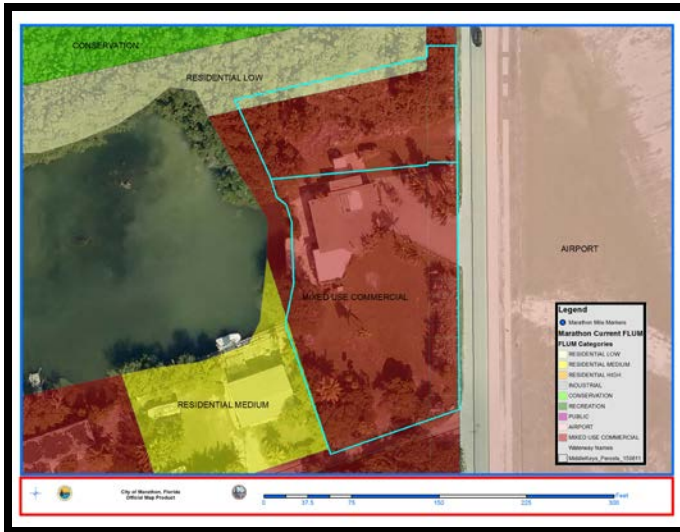 CONSERVATION
RESIDENTIAL LOW
AIRPORT
MIXED USE COMMERCIAL
RESIDENTIAL MEDIUM
Legend
Marathon Mile Markers
Marathon Current FLUM
FLUM Categories
RESIDENTIAL LOW
RESIDENTIAL MEDIUM
RESIDENTIAL HIGH
INDUSTRIAL
CONSERVATION
RECREATION
PUBLIC
AIRPORT
MIXED USE COMMERCIAL
Waterway Names
City of Marathon, Florida
Official Map Product
Feet
0 37.5 75 150 225 300